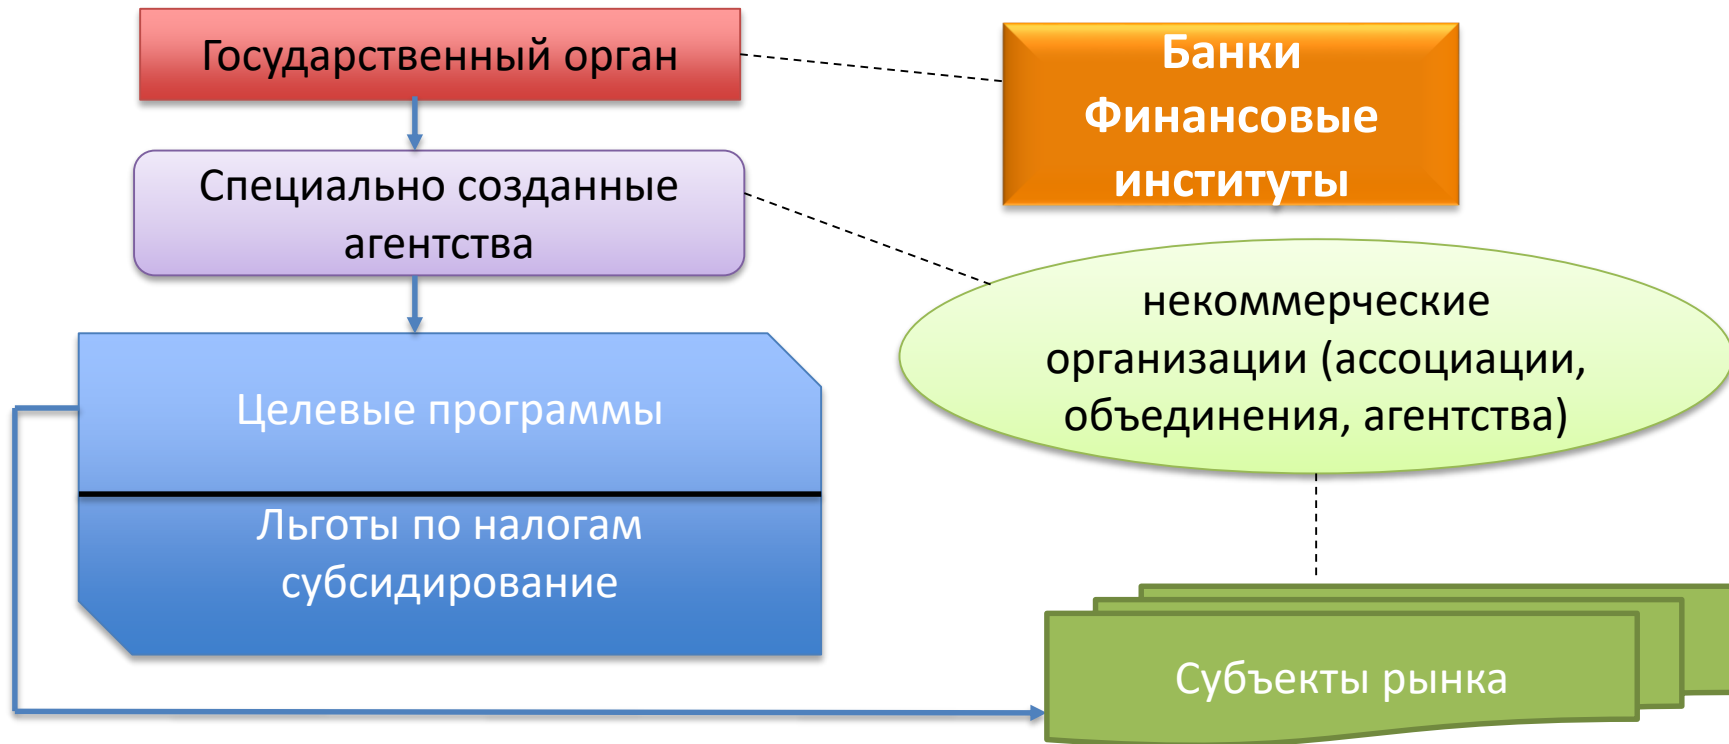 Государственный орган
Банки
Финансовые
институты
Специально созданные
агентства
некоммерческие
организации (ассоциации,
объединения, агентства)
Целевые программы
Льготы по налогам
субсидирование
Субъекты рынка